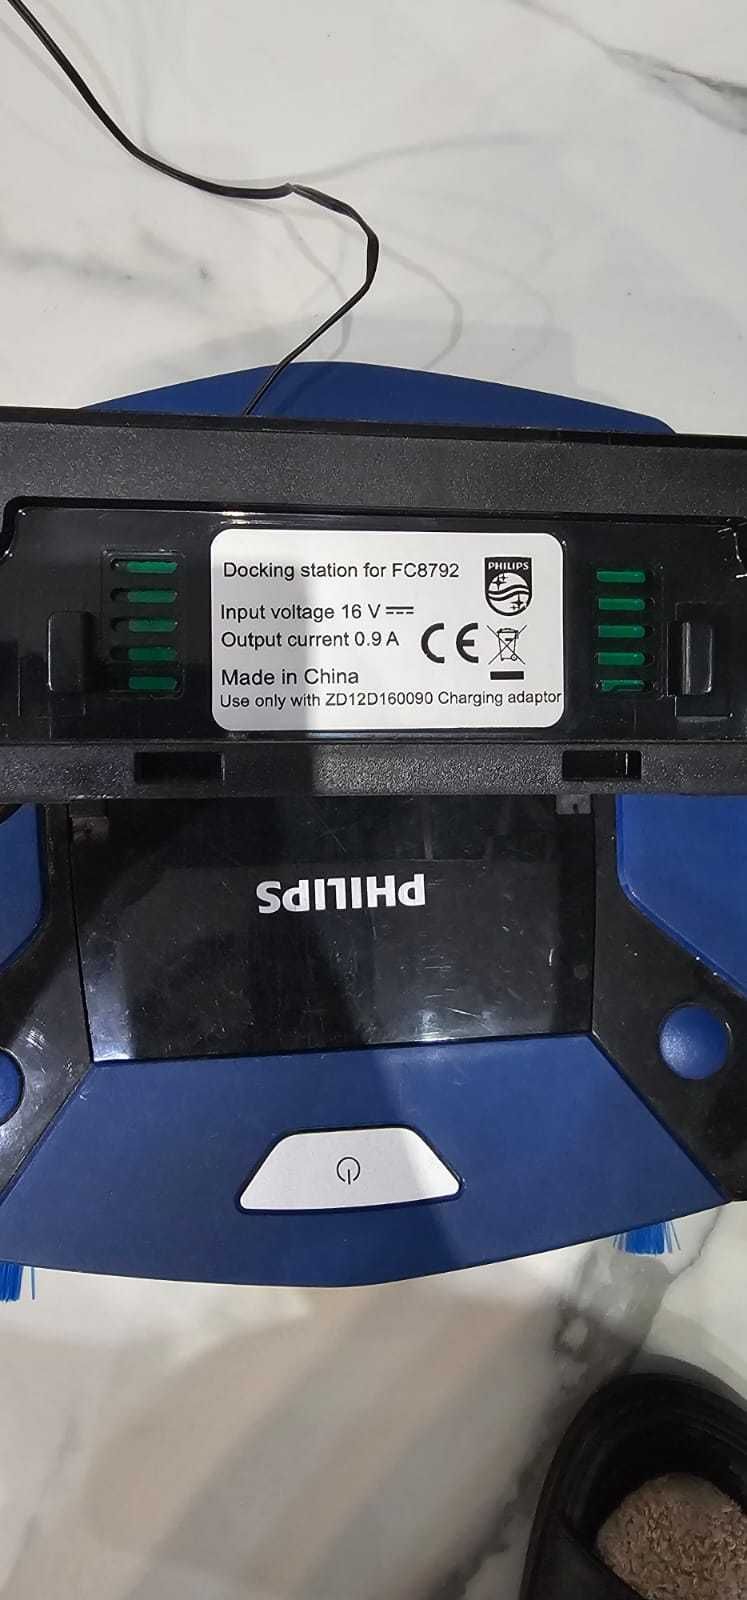 Docking station for FC8792
PHILIPS
Input voltage 16 V
Output current 0.9 A
CE
Made in China
Use only with ZD12D160090 Charging adaptor
PHILIPS